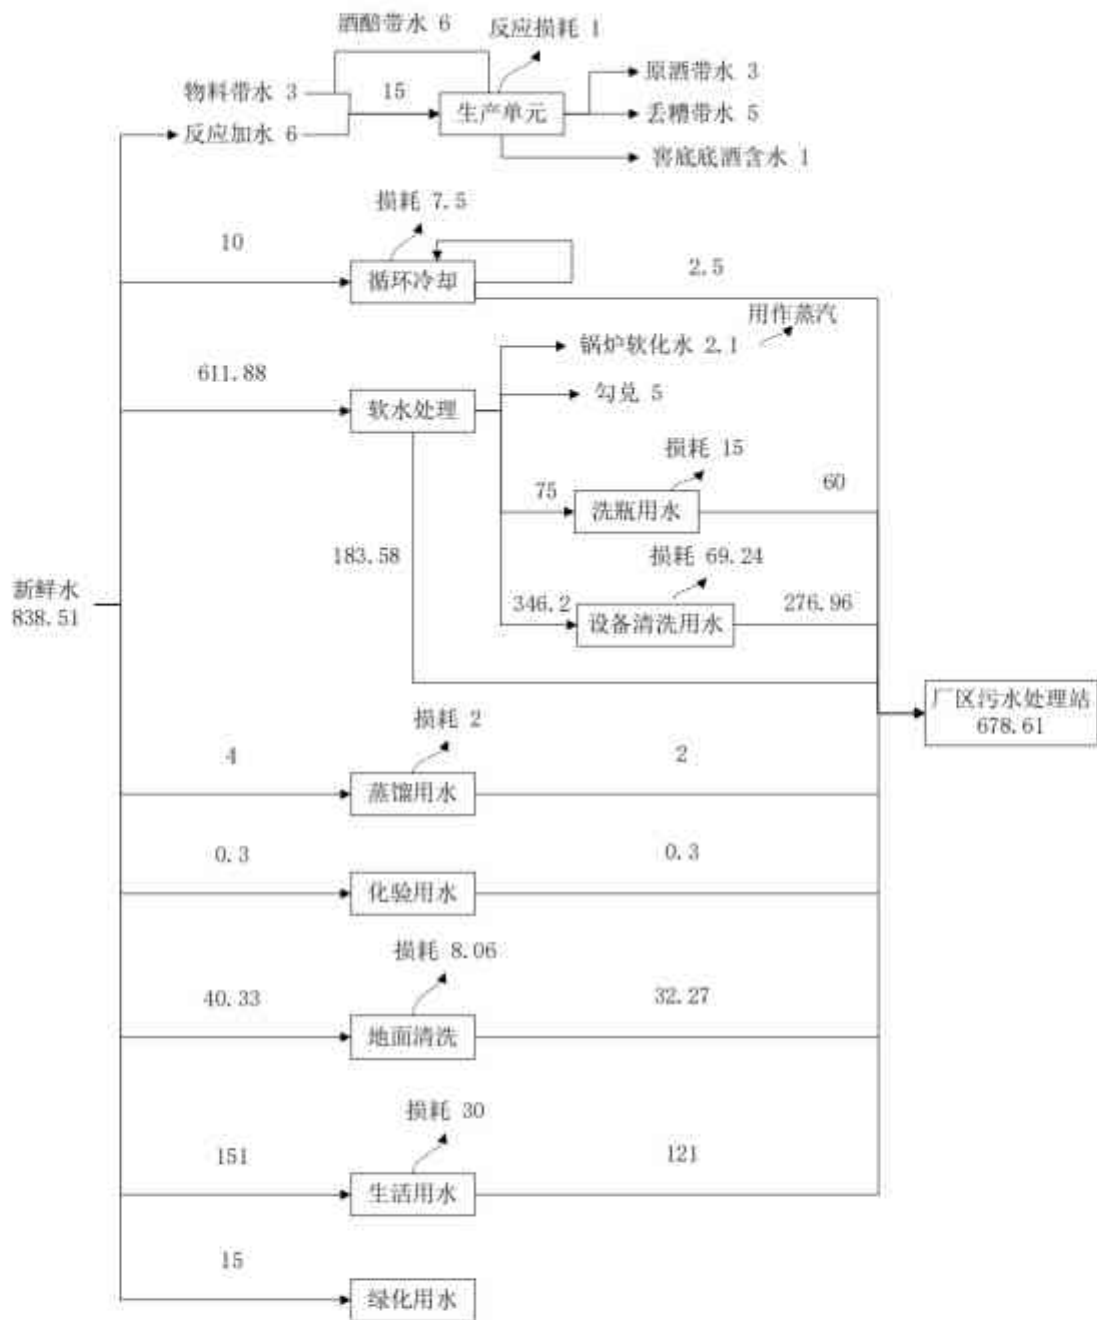 酒醅带水 6
反应损耗 1
物料带水 3
15
生产单元
原酒带水 3
丢糟带水 5
反应加水 6
窖底底酒含水 1
损耗 7.5
10
循环冷却
2.5
用作蒸汽
锅炉软化水 2.1
611.88
软水处理
勾兑 5
损耗 15
75
洗瓶用水
60
183.58
损耗 69.24
新鲜水
838.51
346.2
设备清洗用水
276.96
厂区污水处理站
678.61
损耗 2
4
蒸馏用水
2
0.3
化验用水
0.3
损耗 8.06
40.33
地面清洗
32.27
损耗 30
151
生活用水
121
15
绿化用水